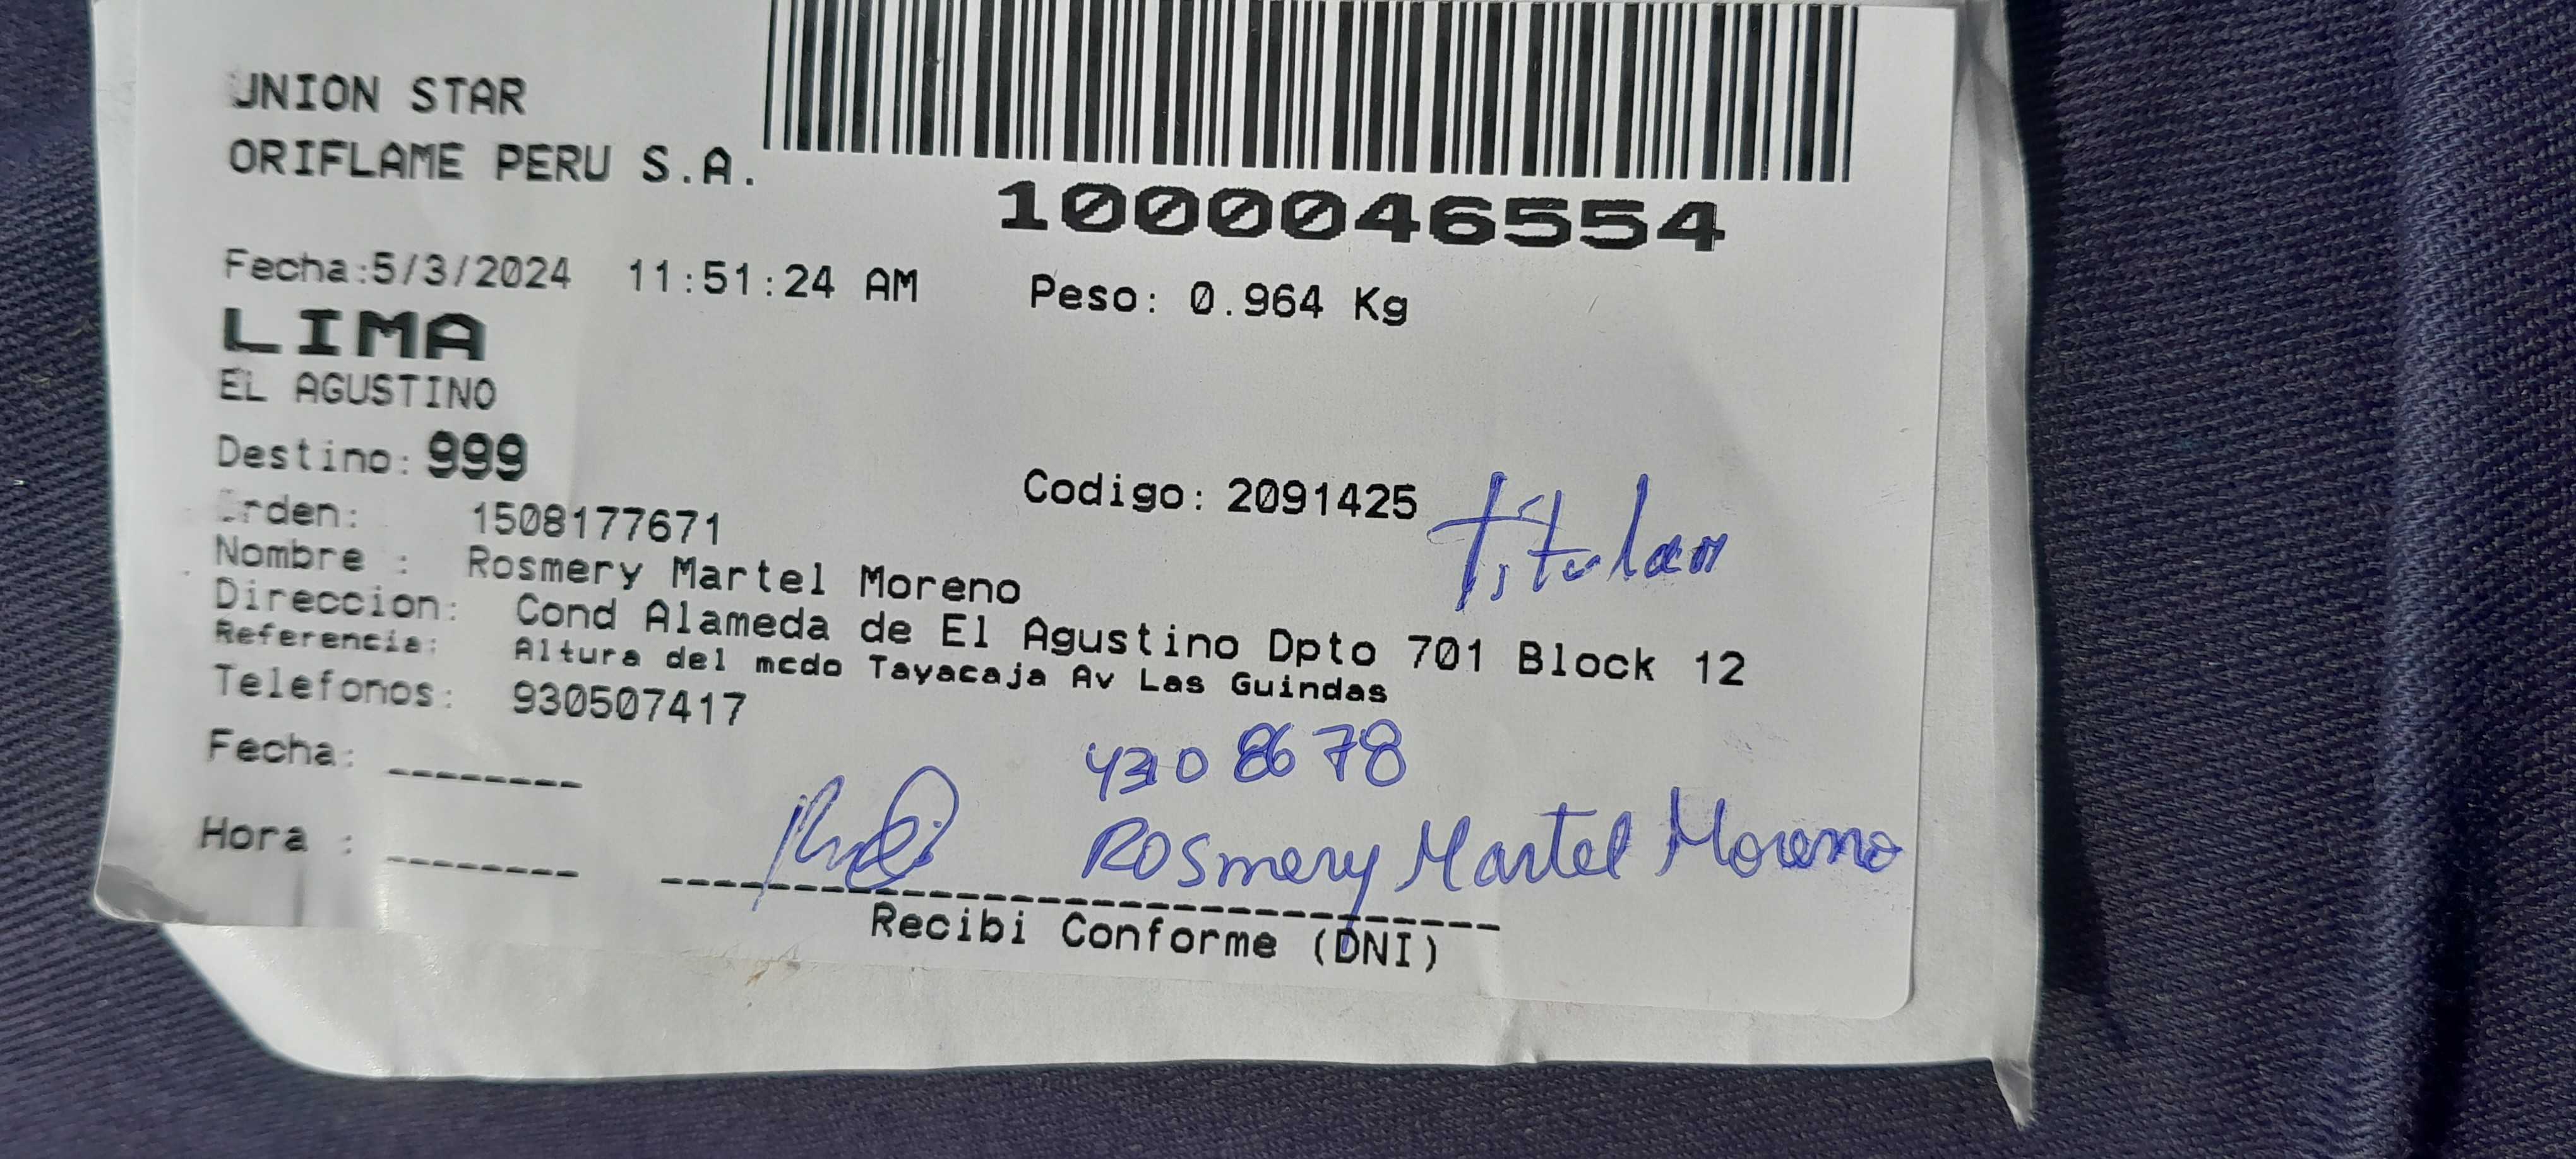 UNION STAR
ORIFLAME PERU S.A.
1000046554
Fecha:5/3/2024 11:51:24 AM Peso: 0.964 Kg
LIMA
EL AGUSTINO
Destino: 999
Codigo: 2091425 Titular
Orden: 1508177671
Nombre : Rosmery Martel Moreno
Direccion: Cond Alameda de El Agustino Dpto 701 Block 12
Referencia: Altura del mcdo Tayacaja Av Las Guindas
Telefonos: 930507417
Fecha: ________
43108678
Hora : ________
Rosmery Martel Moreno
Recibi Conforme (DNI)